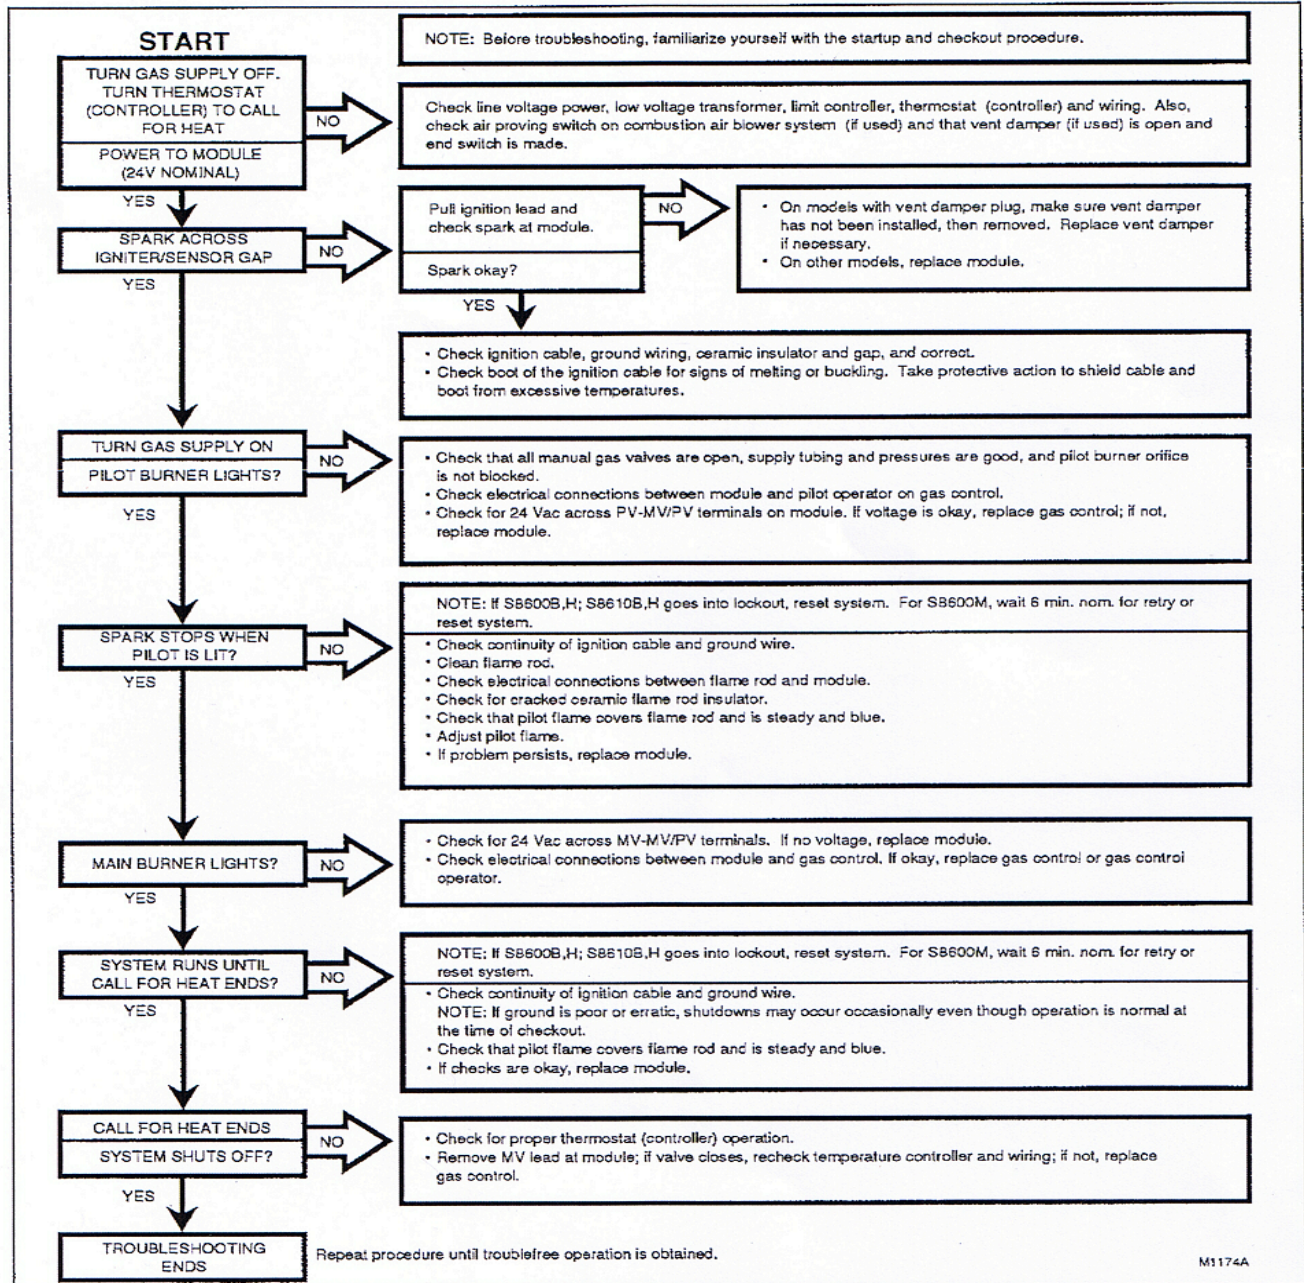 START
NOTE: Before troubleshooting, familiarize yourself with the startup and checkout procedure.
TURN GAS SUPPLY OFF.
TURN THERMOSTAT
(CONTROLLER) TO CALL
FOR HEAT
POWER TO MODULE
(24V NOMINAL)
NO
Check line voltage power, low voltage transformer, limit controller, thermostat (controller) and wiring. Also,
check air proving switch on combustion air blower system (if used) and that vent damper (if used) is open and
end switch is made.
YES
SPARK ACROSS
IGNITER/SENSOR GAP
NO
Pull ignition lead and
check spark at module.
Spark okay?
NO
• On models with vent damper plug, make sure vent damper
has not been installed, then removed. Replace vent damper
if necessary.
• On other models, replace module.
YES
• Check ignition cable, ground wiring, ceramic insulator and gap, and correct.
• Check boot of the ignition cable for signs of melting or buckling. Take protective action to shield cable and
boot from excessive temperatures.
YES
TURN GAS SUPPLY ON
PILOT BURNER LIGHTS?
NO
• Check that all manual gas valves are open, supply tubing and pressures are good, and pilot burner orifice
is not blocked.
• Check electrical connections between module and pilot operator on gas control.
• Check for 24 Vac across PV-MV/PV terminals on module. If voltage is okay, replace gas control; if not,
replace module.
YES
SPARK STOPS WHEN
PILOT IS LIT?
NO
NOTE: If S8600B,H; S8610B,H goes into lockout, reset system. For S8600M, wait 6 min. nom. for retry or
reset system.
• Check continuity of ignition cable and ground wire.
• Clean flame rod.
• Check electrical connections between flame rod and module.
• Check for cracked ceramic flame rod insulator.
• Check that pilot flame covers flame rod and is steady and blue.
• Adjust pilot flame.
• If problem persists, replace module.
YES
MAIN BURNER LIGHTS?
NO
• Check for 24 Vac across MV-MV/PV terminals. If no voltage, replace module.
• Check electrical connections between module and gas control. If okay, replace gas control or gas control
operator.
YES
SYSTEM RUNS UNTIL
CALL FOR HEAT ENDS?
NO
NOTE: If S8600B,H; S8610B,H goes into lockout, reset system. For S8600M, wait 6 min. nom. for retry or
reset system.
• Check continuity of ignition cable and ground wire.
NOTE: If ground is poor or erratic, shutdowns may occur occasionally even though operation is normal at
the time of checkout.
• Check that pilot flame covers flame rod and is steady and blue.
• If checks are okay, replace module.
YES
CALL FOR HEAT ENDS
SYSTEM SHUTS OFF?
NO
• Check for proper thermostat (controller) operation.
• Remove MV lead at module; if valve closes, recheck temperature controller and wiring; if not, replace
gas control.
YES
TROUBLESHOOTING
ENDS
Repeat procedure until troublefree operation is obtained.
M1174A